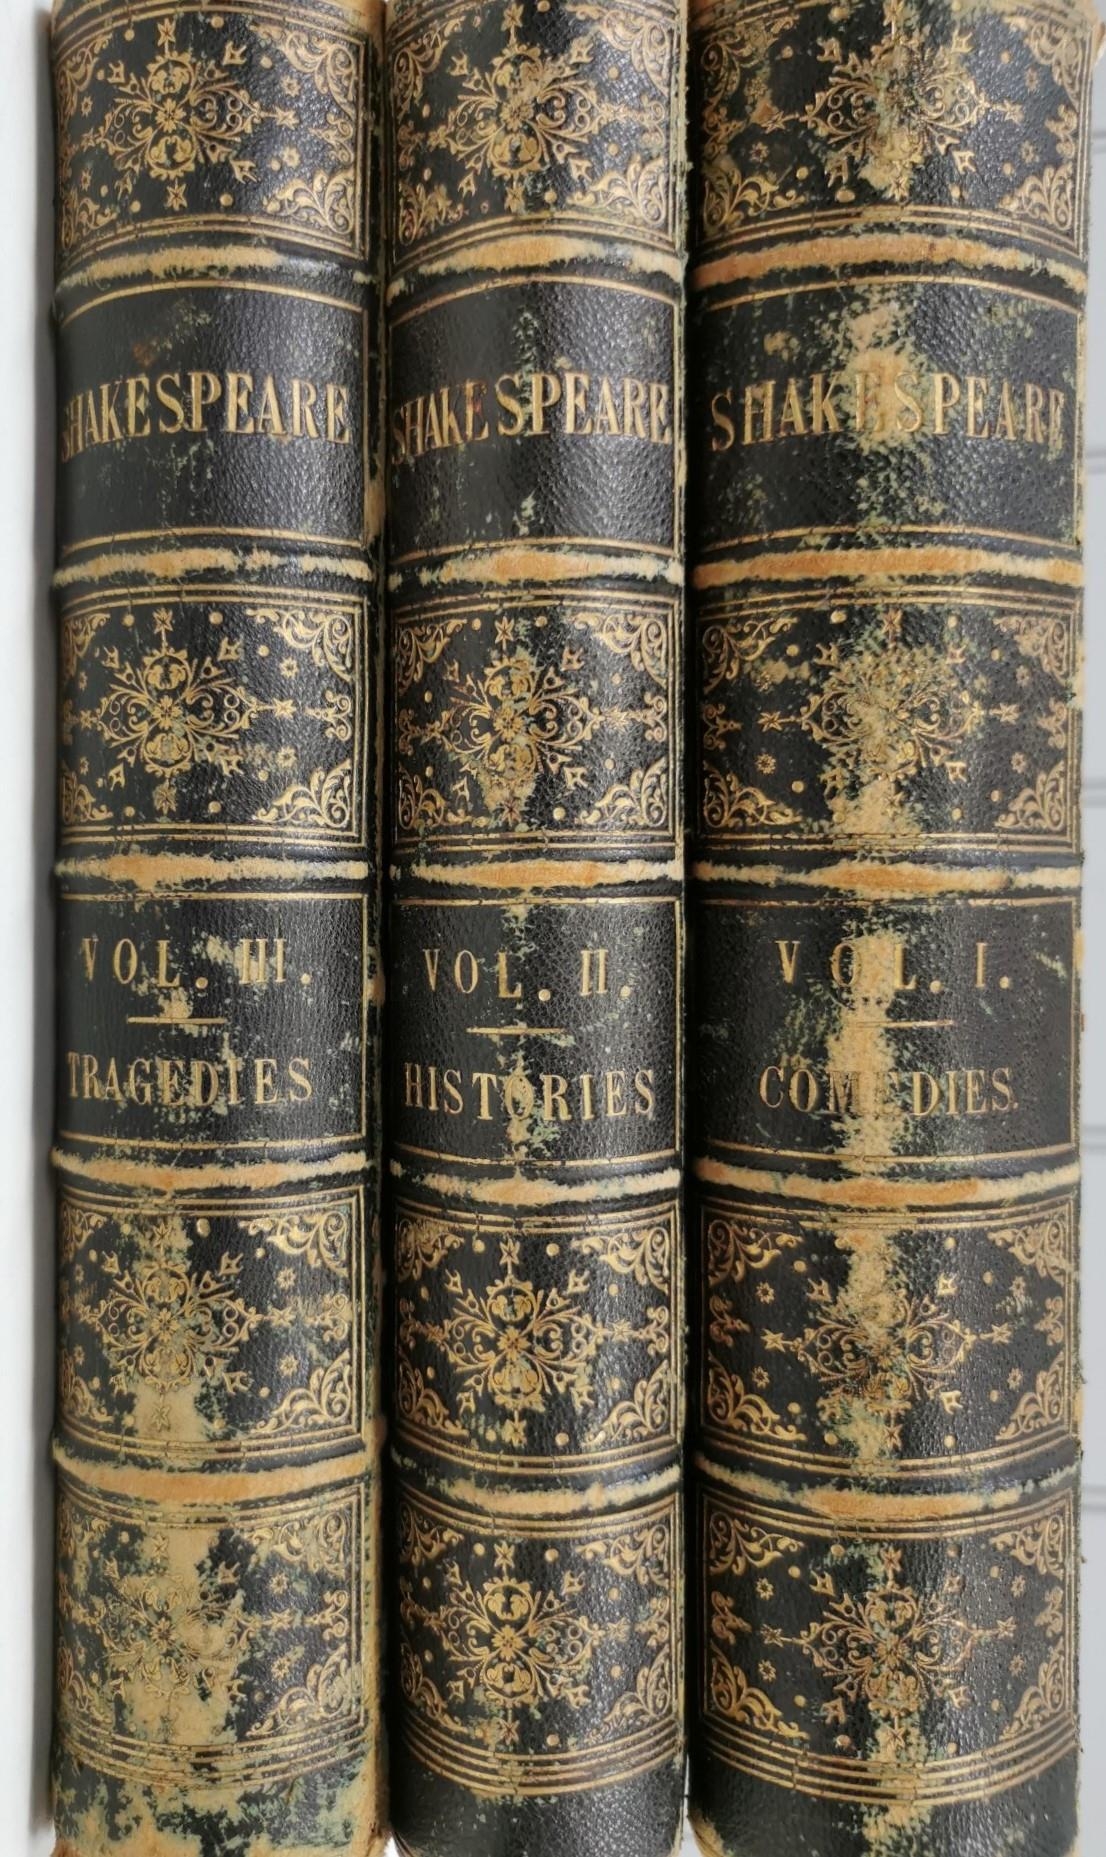 SHAKESPEARE
VOL. III.
TRAGEDIES
SHAKESPEARE
VOL. II.
HISTORIES
SHAKESPEARE
VOL. I.
COMEDIES.